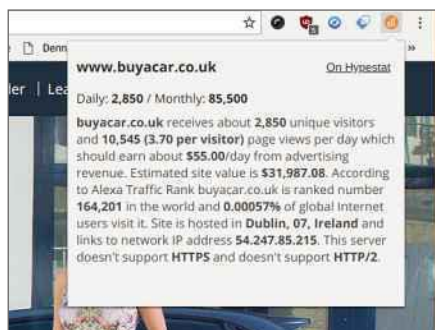 Denn
»
5
ler | Lea
www.buyacar.co.uk On Hypestat
Daily: 2,850 / Monthly: 85,500
buyacar.co.uk receives about 2,850 unique visitors
and 10,545 (3.70 per visitor) page views per day which
should earn about $55.00/day from advertising
revenue. Estimated site value is $31,987.08. According
to Alexa Traffic Rank buyacar.co.uk is ranked number
164,201 in the world and 0.00057% of global Internet
users visit it. Site is hosted in Dublin, 07, Ireland and
links to network IP address 54.247.85.215. This server
doesn't support HTTPS and doesn't support HTTP/2.